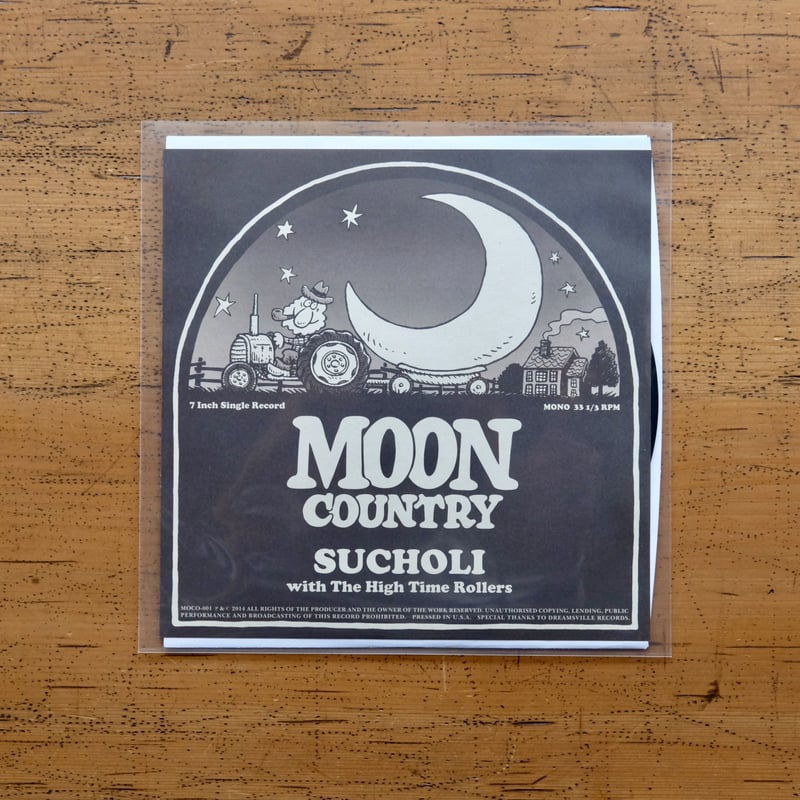 7 Inch Single Record
MONO 33 1/3 RPM
MOON
COUNTRY
SUCHOLI
with The High Time Rollers
MOCO-001 ℗ & © 2014 ALL RIGHTS OF THE PRODUCER AND THE OWNER OF THE WORK RESERVED. UNAUTHORISED COPYING, LENDING, PUBLIC
PERFORMANCE AND BROADCASTING OF THIS RECORD PROHIBITED. PRESSED IN U.S.A. SPECIAL THANKS TO DREAMSVILLE RECORDS.